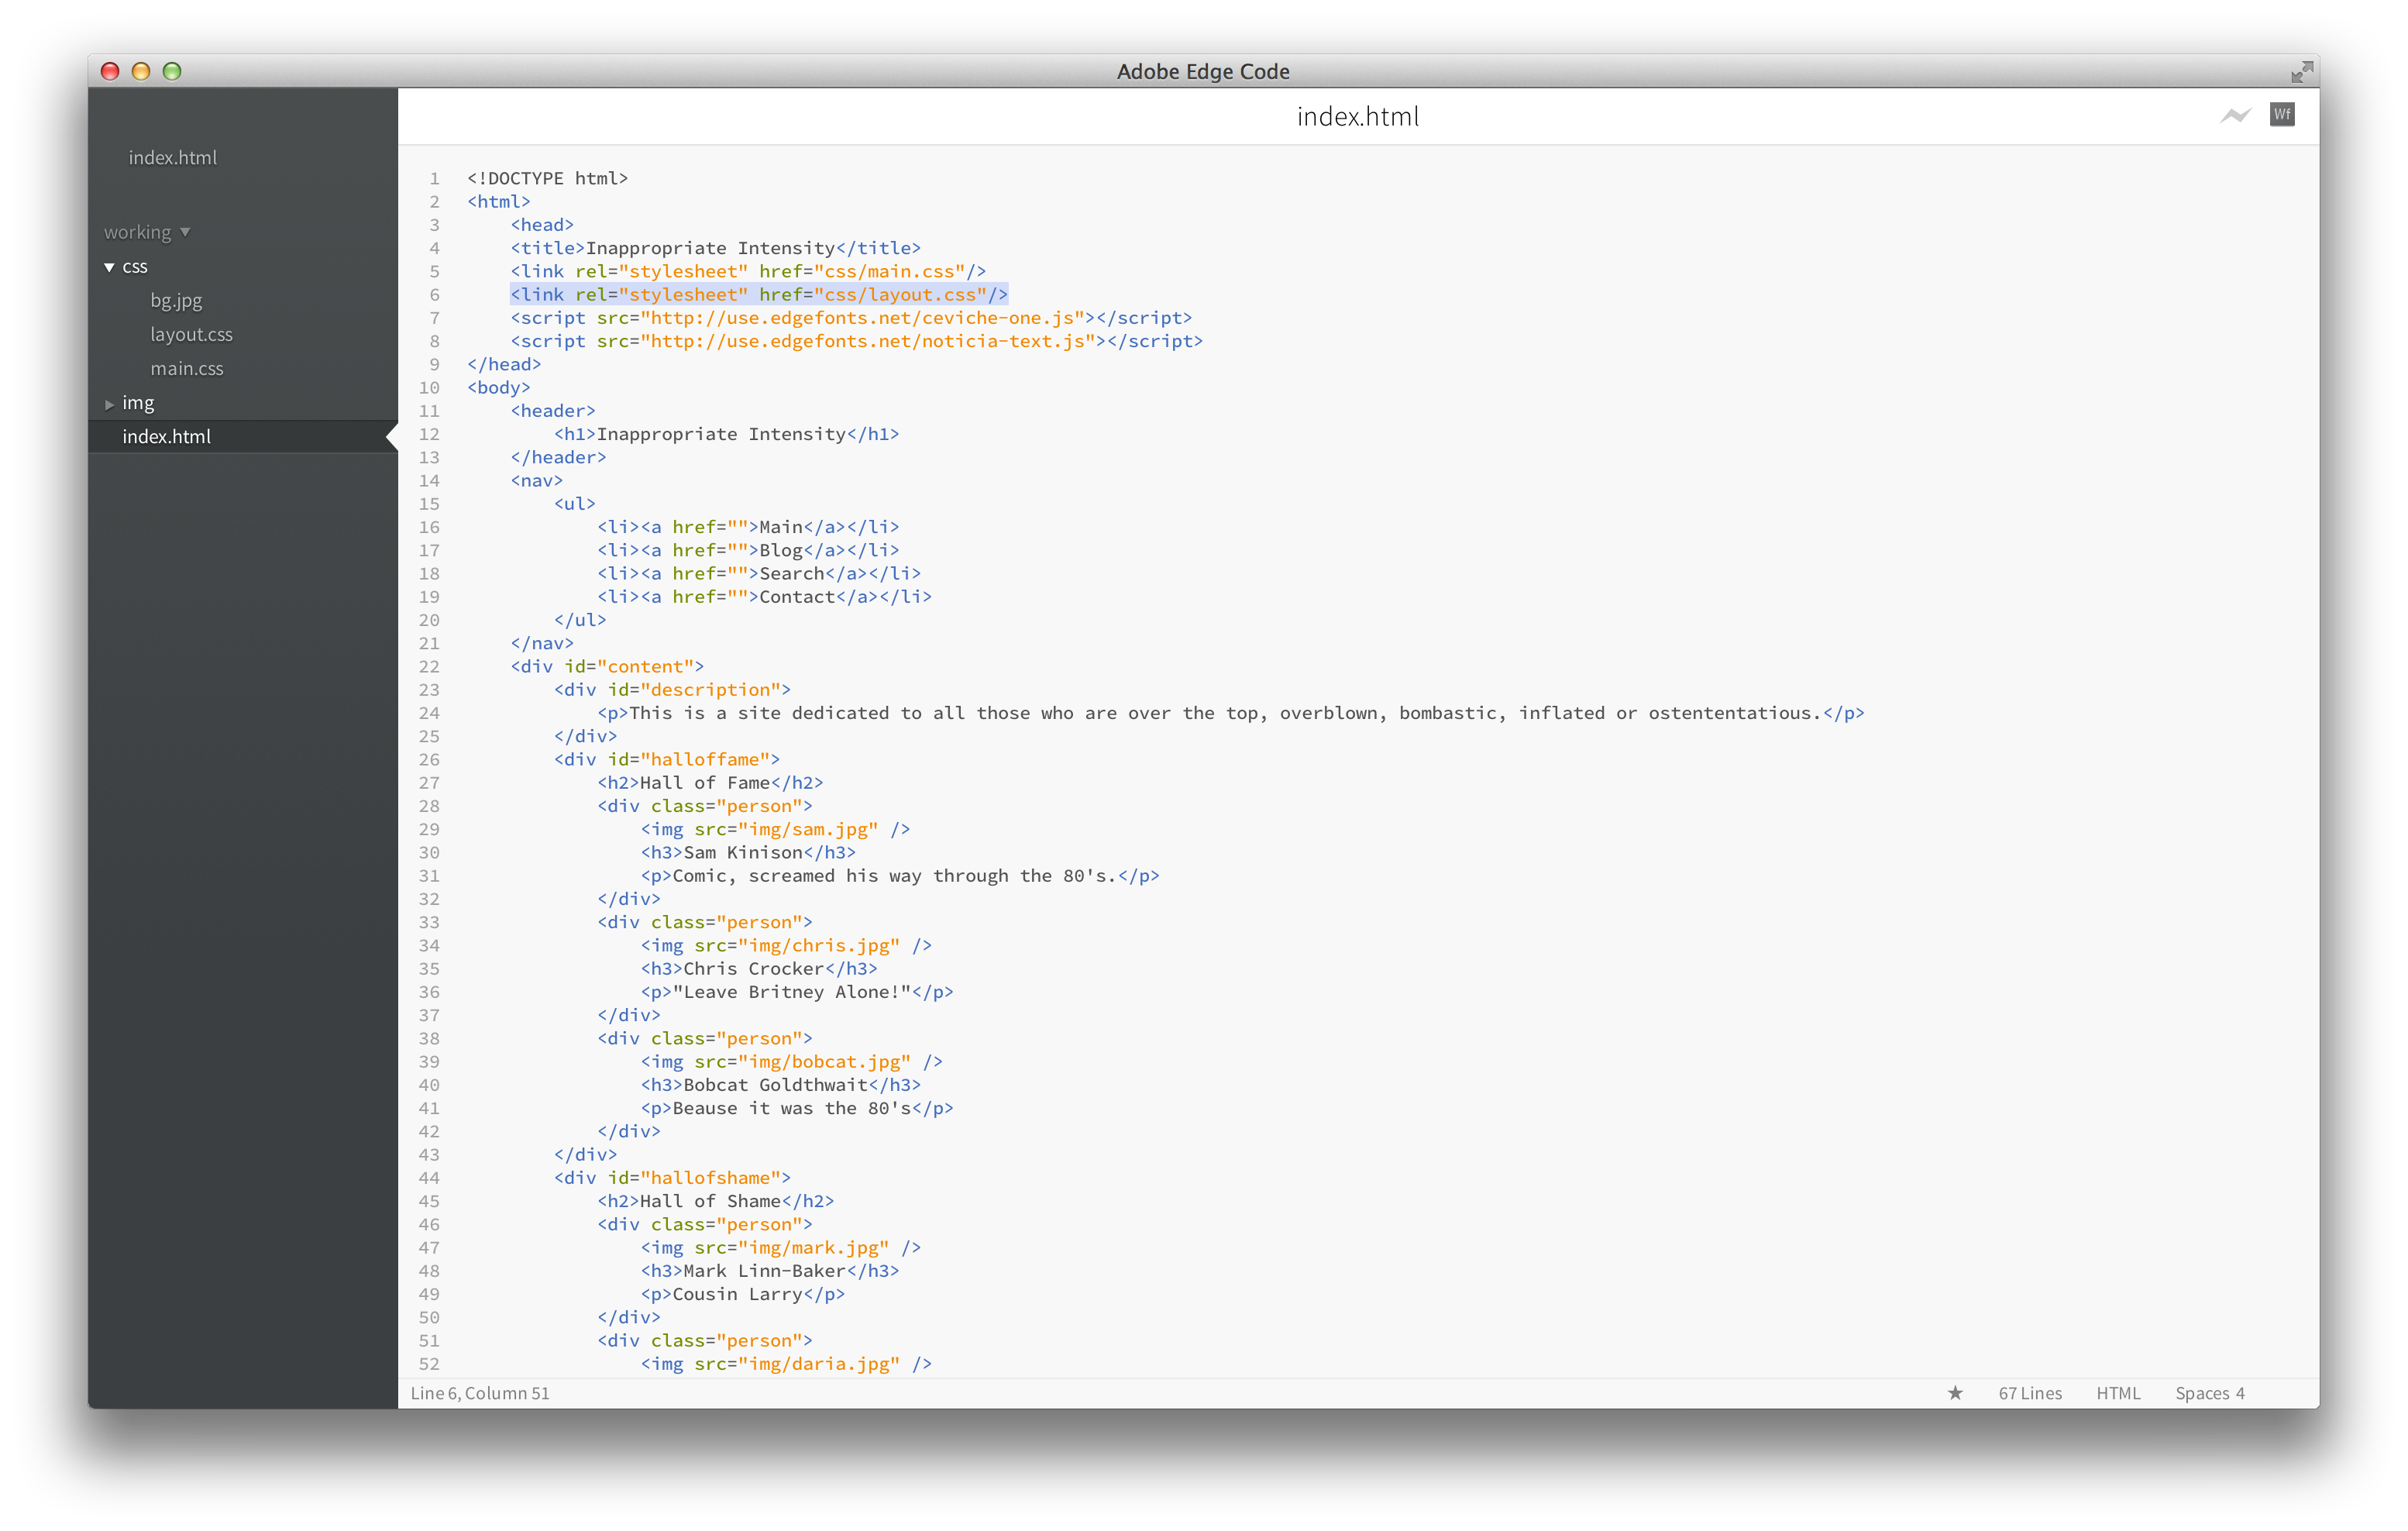 Adobe Edge Code
index.html
Wf
index.html
working
css
bg.jpg
layout.css
main.css
img
index.html
1 <!DOCTYPE html>
2 <html>
3     <head>
4     <title>Inappropriate Intensity</title>
5     <link rel="stylesheet" href="css/main.css"/>
6     <link rel="stylesheet" href="css/layout.css"/>
7     <script src="http://use.edgefonts.net/ceviche-one.js"></script>
8     <script src="http://use.edgefonts.net/noticia-text.js"></script>
9 </head>
10 <body>
11     <header>
12         <h1>Inappropriate Intensity</h1>
13     </header>
14     <nav>
15         <ul>
16             <li><a href="">Main</a></li>
17             <li><a href="">Blog</a></li>
18             <li><a href="">Search</a></li>
19             <li><a href="">Contact</a></li>
20         </ul>
21     </nav>
22     <div id="content">
23         <div id="description">
24             <p>This is a site dedicated to all those who are over the top, overblown, bombastic, inflated or ostententatious.</p>
25         </div>
26         <div id="halloffame">
27             <h2>Hall of Fame</h2>
28             <div class="person">
29                 <img src="img/sam.jpg" />
30                 <h3>Sam Kinison</h3>
31                 <p>Comic, screamed his way through the 80's.</p>
32             </div>
33             <div class="person">
34                 <img src="img/chris.jpg" />
35                 <h3>Chris Crocker</h3>
36                 <p>"Leave Britney Alone!"</p>
37             </div>
38             <div class="person">
39                 <img src="img/bobcat.jpg" />
40                 <h3>Bobcat Goldthwait</h3>
41                 <p>Beause it was the 80's</p>
42             </div>
43         </div>
44         <div id="hallofshame">
45             <h2>Hall of Shame</h2>
46             <div class="person">
47                 <img src="img/mark.jpg" />
48                 <h3>Mark Linn-Baker</h3>
49                 <p>Cousin Larry</p>
50             </div>
51             <div class="person">
52                 <img src="img/daria.jpg" />
Line 6, Column 51 ★ 67 Lines HTML Spaces 4